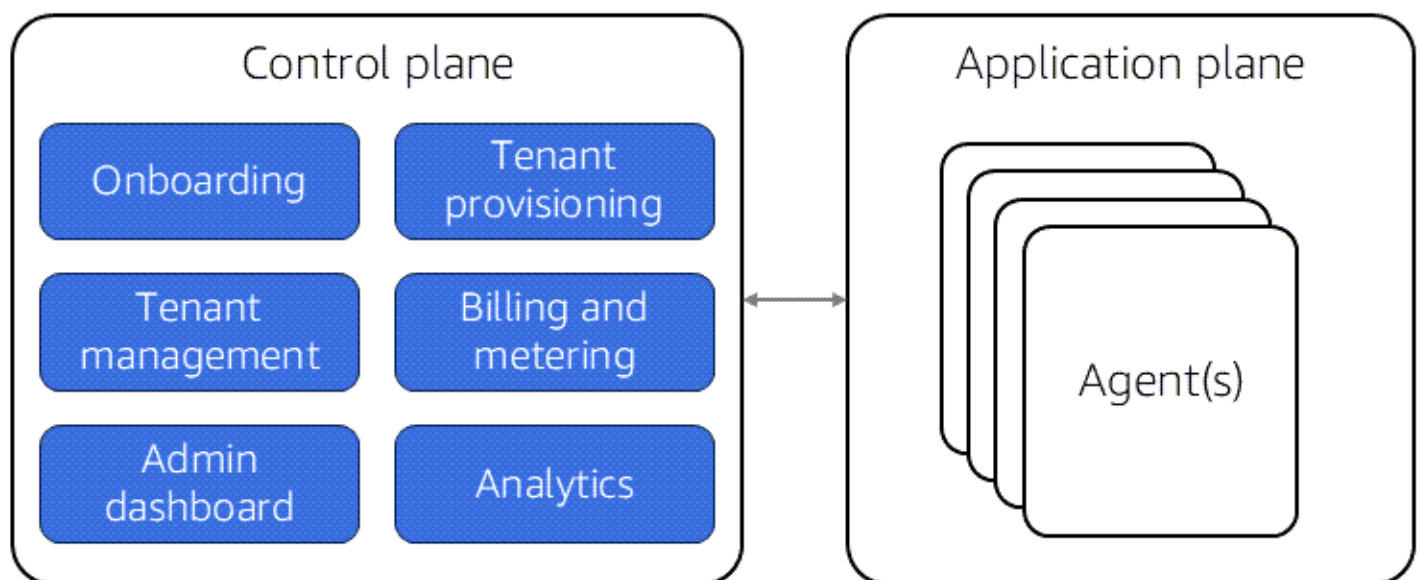 Control plane
Onboarding
Tenant
provisioning
Tenant
management
Billing and
metering
Admin
dashboard
Analytics
Application plane
Agent(s)